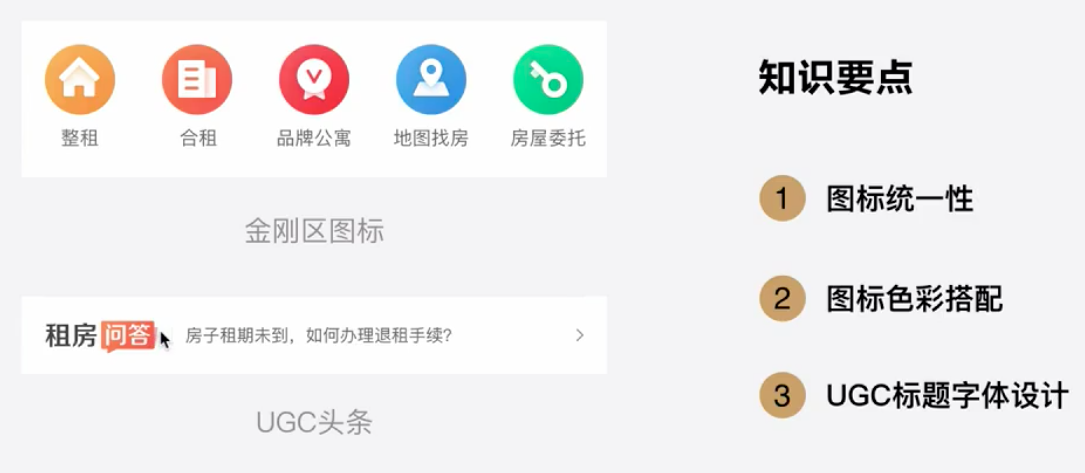 整租 合租 品牌公寓 地图找房 房屋委托
金刚区图标
租房 问答 房子租期未到，如何办理退租手续?
UGC头条
知识要点
1 图标统一性
2 图标色彩搭配
3 UGC标题字体设计